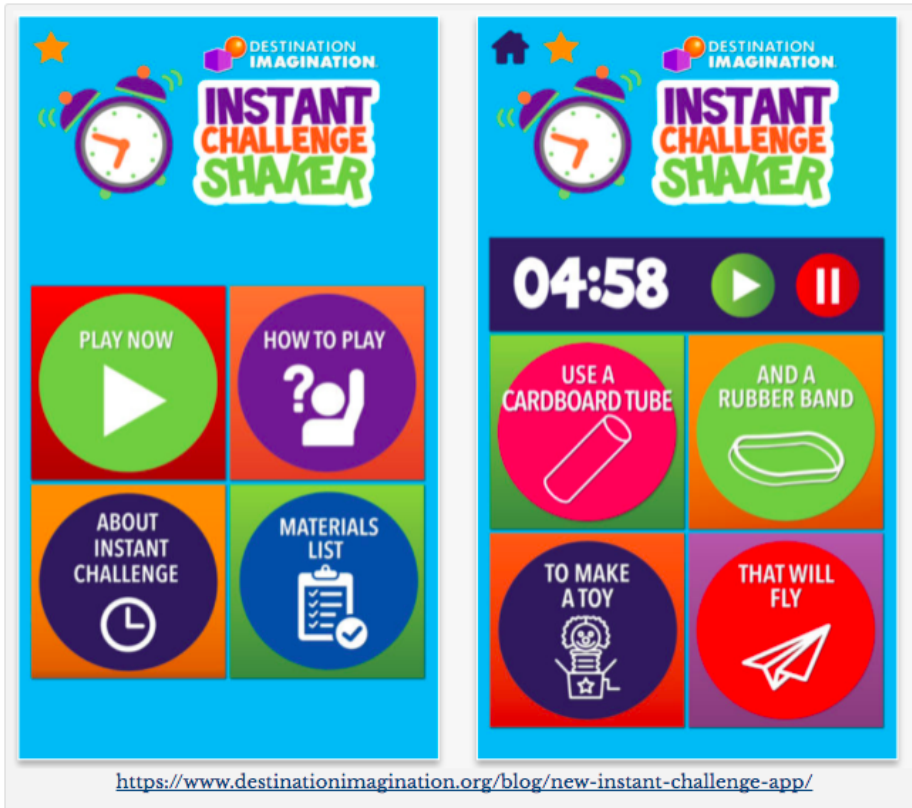 DESTINATION
IMAGINATION
INSTANT
CHALLENGE
SHAKER
PLAY NOW
HOW TO PLAY
?
ABOUT
INSTANT
CHALLENGE
MATERIALS
LIST
DESTINATION
IMAGINATION
INSTANT
CHALLENGE
SHAKER
04:58
USE A
CARDBOARD TUBE
AND A
RUBBER BAND
TO MAKE
A TOY
THAT WILL
FLY
https://www.destinationimagination.org/blog/new-instant-challenge-app/